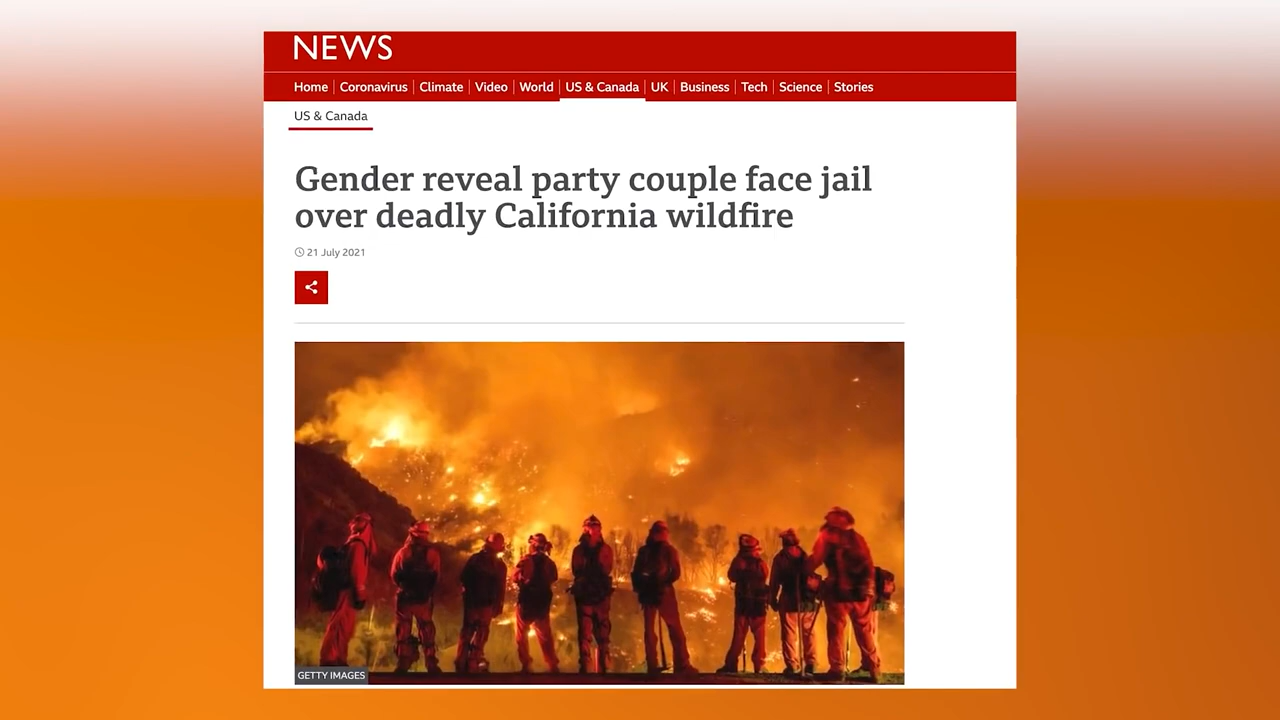 NEWS
Home Coronavirus Climate Video World US & Canada UK Business Tech Science Stories
US & Canada
Gender reveal party couple face jail
over deadly California wildfire
21 July 2021
GETTY IMAGES